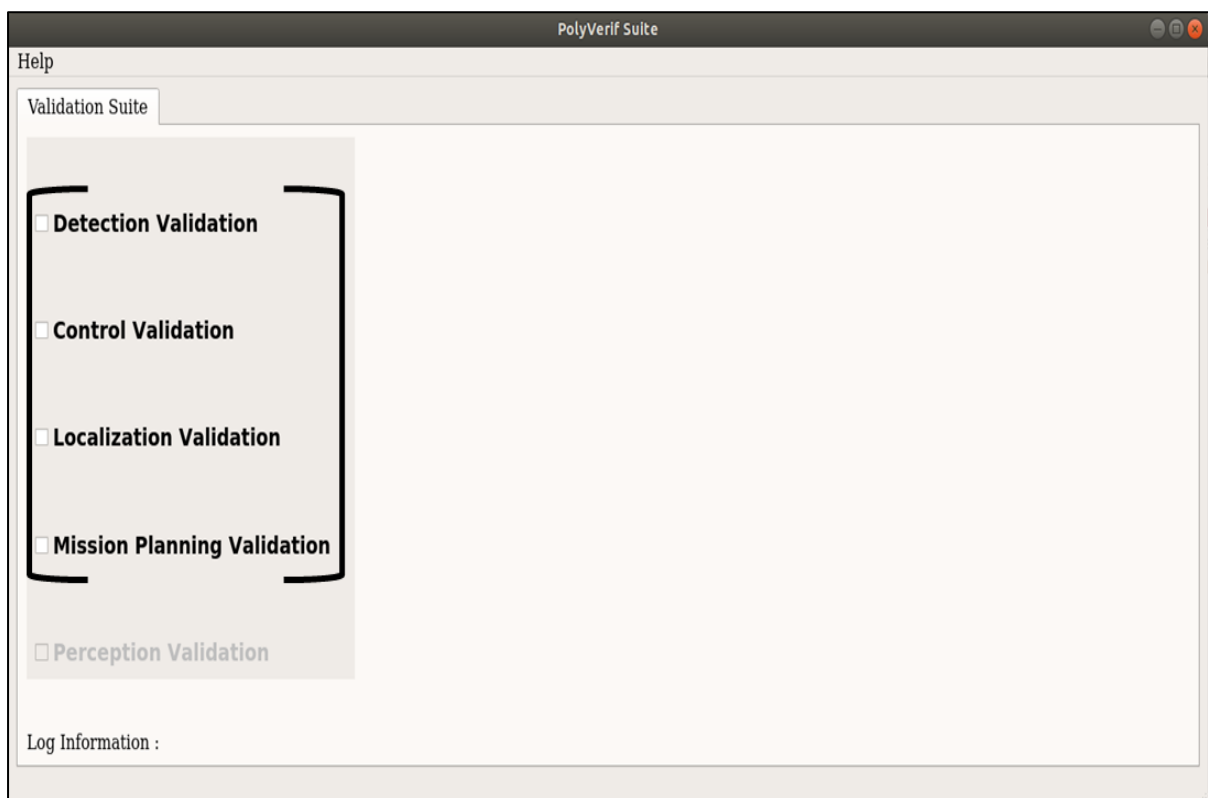 PolyVerif Suite
Help
Validation Suite
Detection Validation
Control Validation
Localization Validation
Mission Planning Validation
Perception Validation
Log Information :